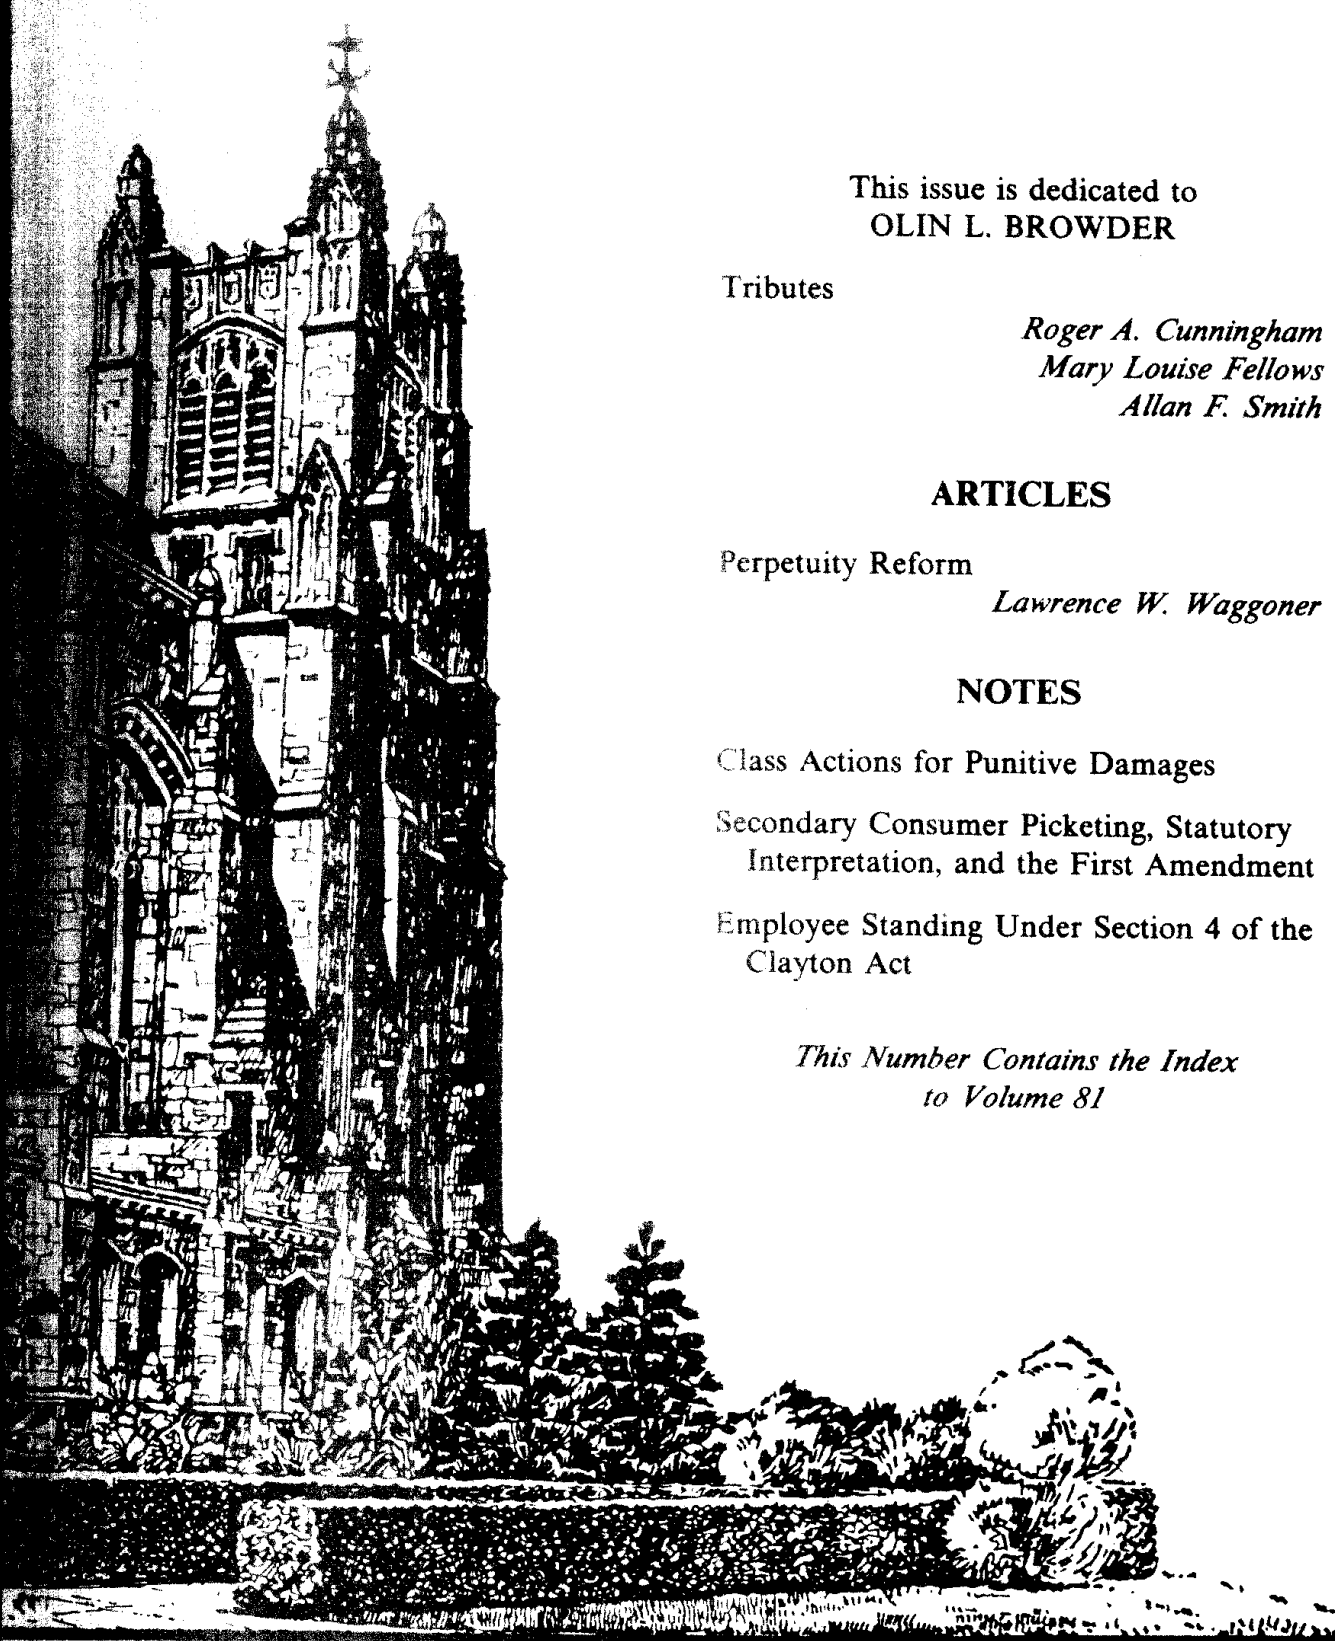 This issue is dedicated to
OLIN L. BROWDER
Tributes
Roger A. Cunningham
Mary Louise Fellows
Allan F. Smith
ARTICLES
Perpetuity Reform
Lawrence W. Waggoner
NOTES
Class Actions for Punitive Damages
Secondary Consumer Picketing, Statutory
Interpretation, and the First Amendment
Employee Standing Under Section 4 of the
Clayton Act
This Number Contains the Index
to Volume 81